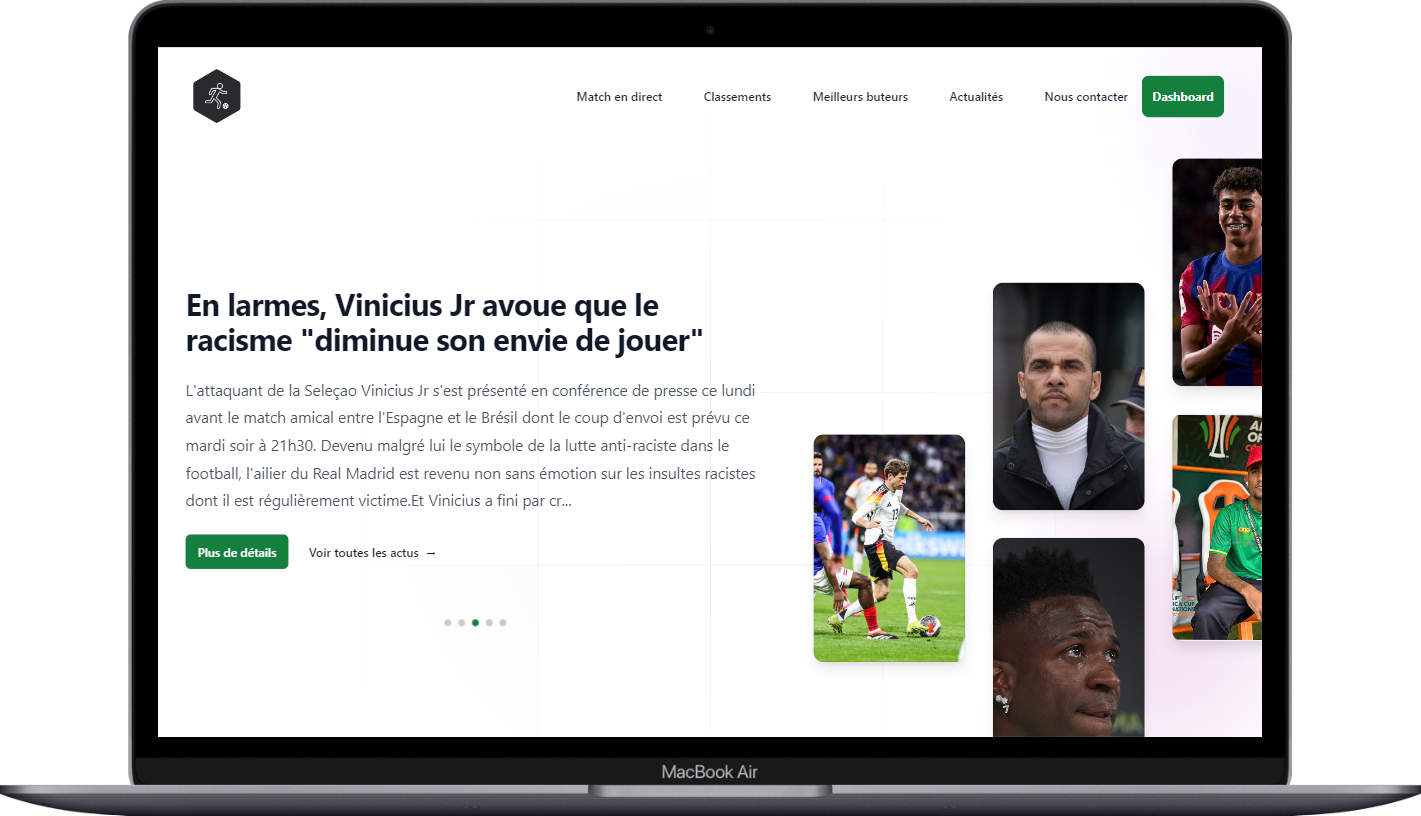 Match en direct
Classements
Meilleurs buteurs
Actualités
Nous contacter
Dashboard
En larmes, Vinicius Jr avoue que le
racisme "diminue son envie de jouer"
L'attaquant de la Seleçao Vinicius Jr s'est présenté en conférence de presse ce lundi
avant le match amical entre l'Espagne et le Brésil dont le coup d'envoi est prévu ce
mardi soir à 21h30. Devenu malgré lui le symbole de la lutte anti-raciste dans le
football, l'ailier du Real Madrid est revenu non sans émotion sur les insultes racistes
dont il est régulièrement victime.Et Vinicius a fini par cr...
Plus de détails
Voir toutes les actus →
MacBook Air